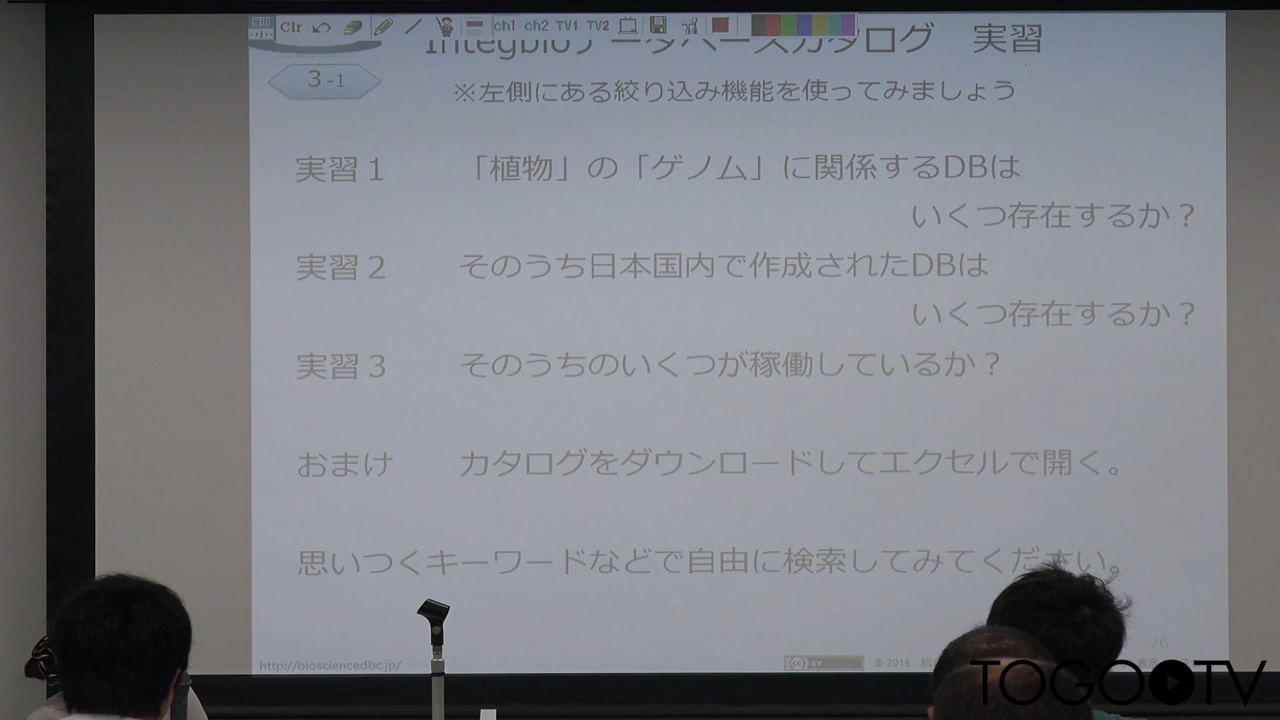 Clr ch1 ch2 TV1 TV2
Integbioデータベースカタログ 実習
3-1
※左側にある絞り込み機能を使ってみましょう
実習1 「植物」の「ゲノム」に関係するDBは
いくつ存在するか?
実習2 そのうち日本国内で作成されたDBは
いくつ存在するか?
実習3 そのうちのいくつが稼働しているか?
おまけ カタログをダウンロードしてエクセルで開く。
思いつくキーワードなどで自由に検索してみてください。
26
http://biosciencedbc.jp/
cc BY © 2016
TOGO TV